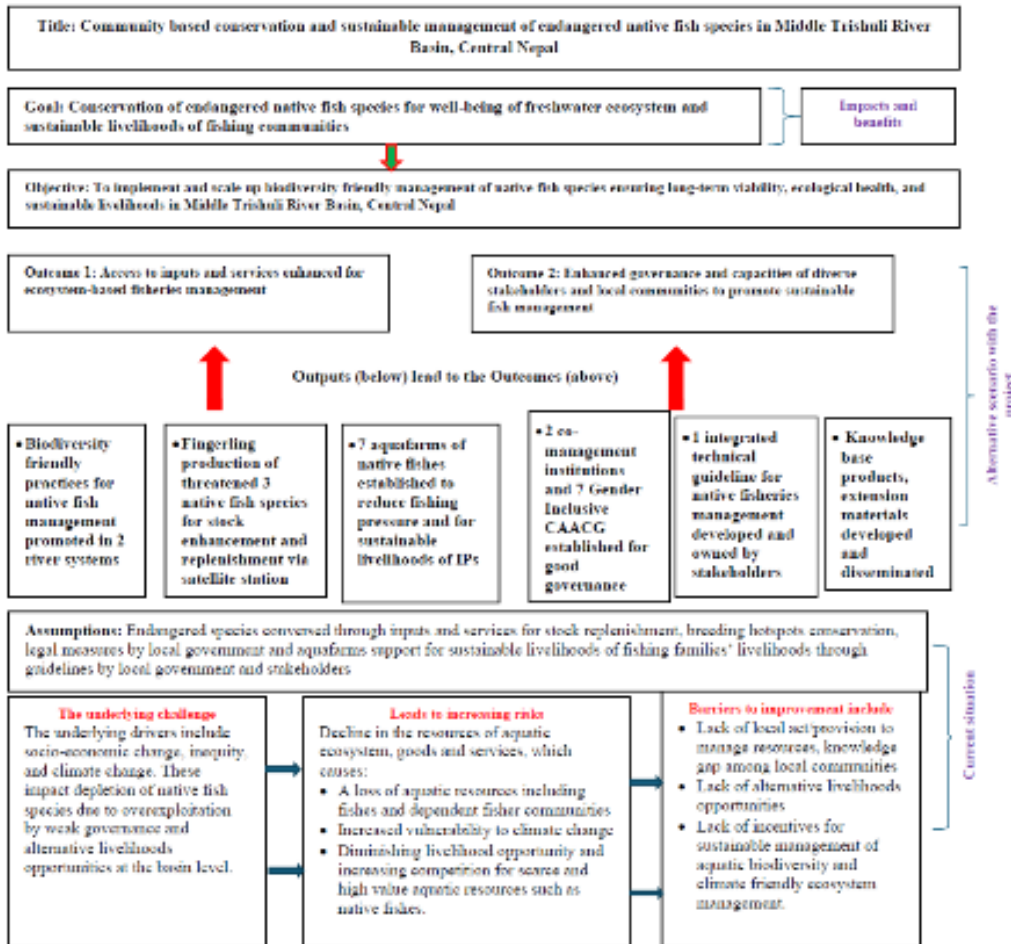 Title: Community based conservation and sustainable management of endangered native fish species in Middle Trishuli River
Basin, Central Nepal
Goal: Conservation of endangered native fish species for well-being of freshwater ecosystem and
sustainable livelihoods of fishing communities
Impacts and
benefits
Objective: To implement and scale up biodiversity friendly management of native fish species ensuring long-term viability, ecological health, and
sustainable livelihoods in Middle Trishuli River Basin, Central Nepal
Outcome 1: Access to inputs and services enhanced for
ecosystem-based fisheries management
Outcome 2: Enhanced governance and capacities of diverse
stakeholders and local communities to promote sustainable
fish management
Alternative scenario with the
project
Outputs (below) lead to the Outcomes (above)
• Biodiversity
friendly
practices for
native fish
management
promoted in 2
river systems
• Fingerling
production of
threatened 3
native fish species
for stock
enhancement and
replenishment via
satellite station
• 7 aquafarms of
native fishes
established to
reduce fishing
pressure and for
sustainable
livelihoods of IPs
• 2 co-
management
institutions
and 7 Gender
Inclusive
CAACG
established for
good
governance
• 1 integrated
technical
guideline for
native fisheries
management
developed and
owned by
stakeholders
• Knowledge
base
products,
extension
materials
developed
and
disseminated
Assumptions: Endangered species conversed through inputs and services for stock replenishment, breeding hotspots conservation,
legal measures by local government and aquafarms support for sustainable livelihoods of fishing families' livelihoods through
guidelines by local government and stakeholders
Current situation
The underlying challenge
The underlying drivers include
socio-economic change, inequity,
and climate change. These
impact depletion of native fish
species due to overexploitation
by weak governance and
alternative livelihoods
opportunities at the basin level.
Leads to increasing risks
Decline in the resources of aquatic
ecosystem, goods and services, which
causes:
• A loss of aquatic resources including
fishes and dependent fisher communities
• Increased vulnerability to climate change
• Diminishing livelihood opportunity and
increasing competition for scarce and
high value aquatic resources such as
native fishes.
Barriers to improvement include
• Lack of local act/provision to
manage resources, knowledge
gap among local communities
• Lack of alternative livelihoods
opportunities
• Lack of incentives for
sustainable management of
aquatic biodiversity and
climate friendly ecosystem
management.